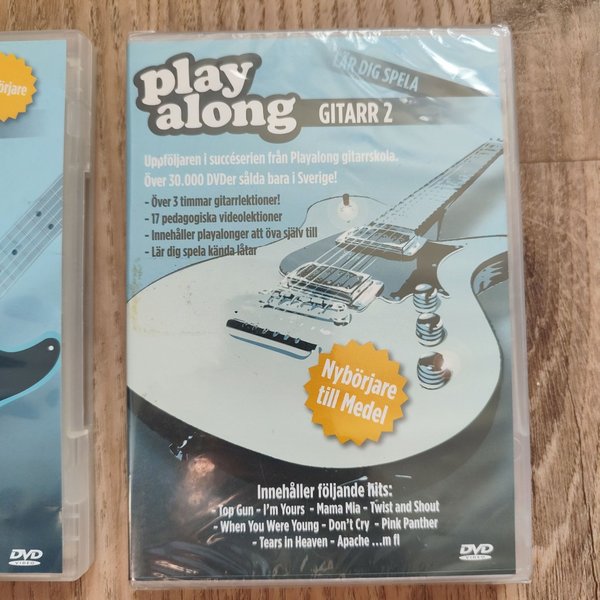 örjare
DVD
VIDEO
play
along
LÄR DIG SPELA
GITARR 2
Uppföljaren i succéserien från Playalong gitarrskola.
Över 30.000 DVDer sålda bara i Sverige!
- Över 3 timmar gitarrlektioner!
- 17 pedagogiska videolektioner
- Innehåller playalonger att öva själv till
- Lär dig spela kända låtar
Nybörjare
till Medel
Innehåller följande hits:
- Top Gun - I'm Yours - Mama Mia - Twist and Shout
- When You Were Young - Don't Cry - Pink Panther
- Tears in Heaven - Apache ...m fl
DVD
VIDEO